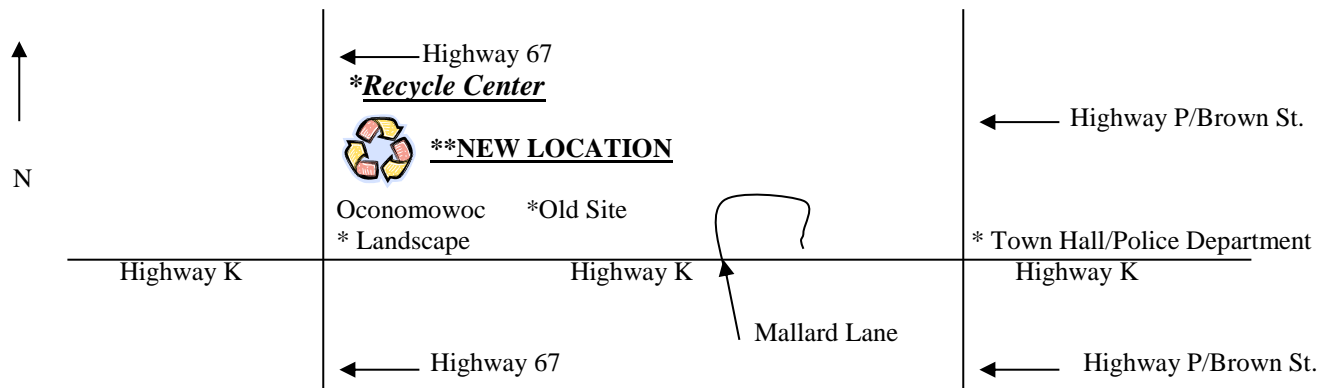 Highway 67
*Recycle Center
Highway P/Brown St.
**NEW LOCATION
N
Oconomowoc *Old Site
* Landscape
* Town Hall/Police Department
Highway K
Highway K
Highway K
Mallard Lane
Highway 67
Highway P/Brown St.